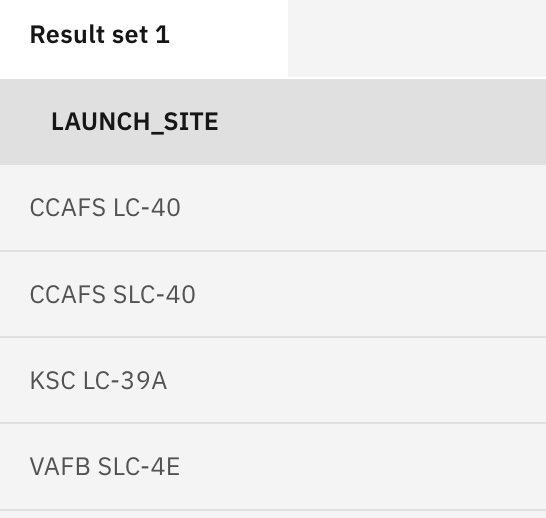 Result set 1
LAUNCH_SITE
CCAFS LC-40
CCAFS SLC-40
KSC LC-39A
VAFB SLC-4E